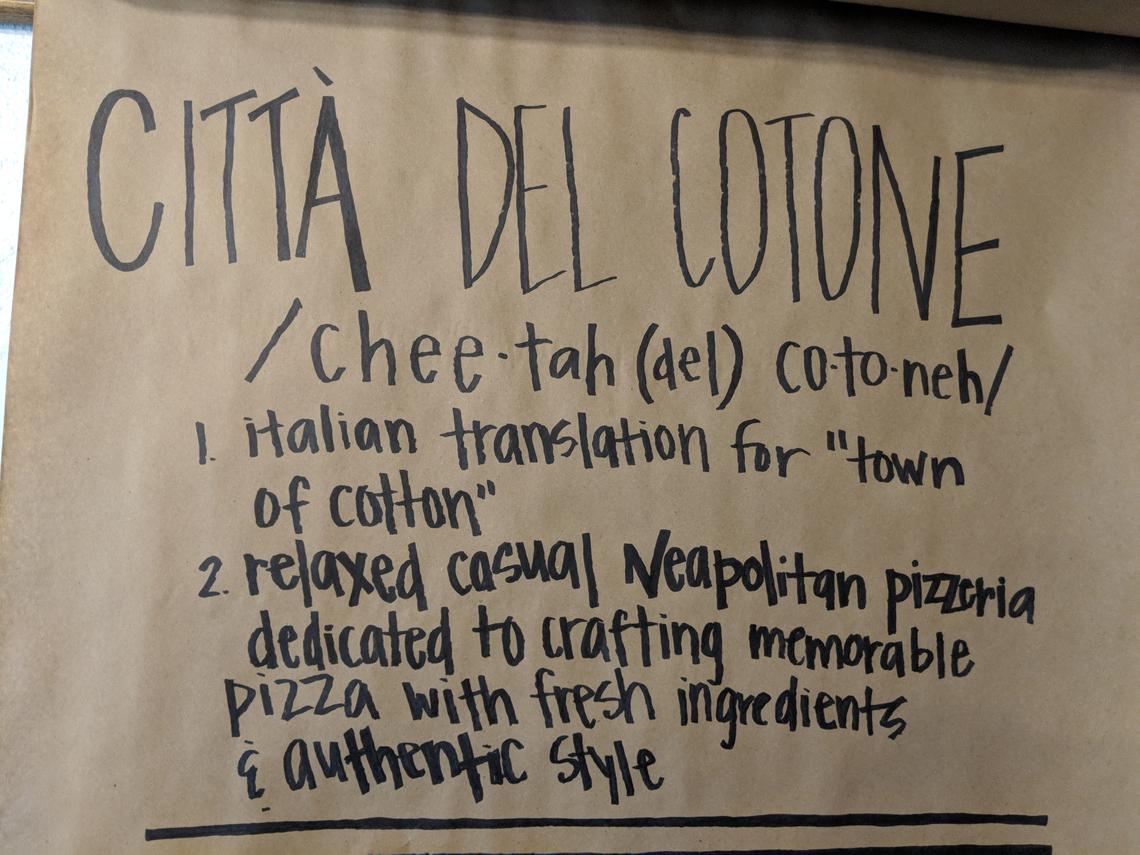 CITTÀ DEL COTONE
/chee·tah (del) co·to·neh/
1. italian translation for "town
of cotton"
2. relaxed casual Neapolitan pizzeria
dedicated to crafting memorable
pizza with fresh ingredients
& authentic style